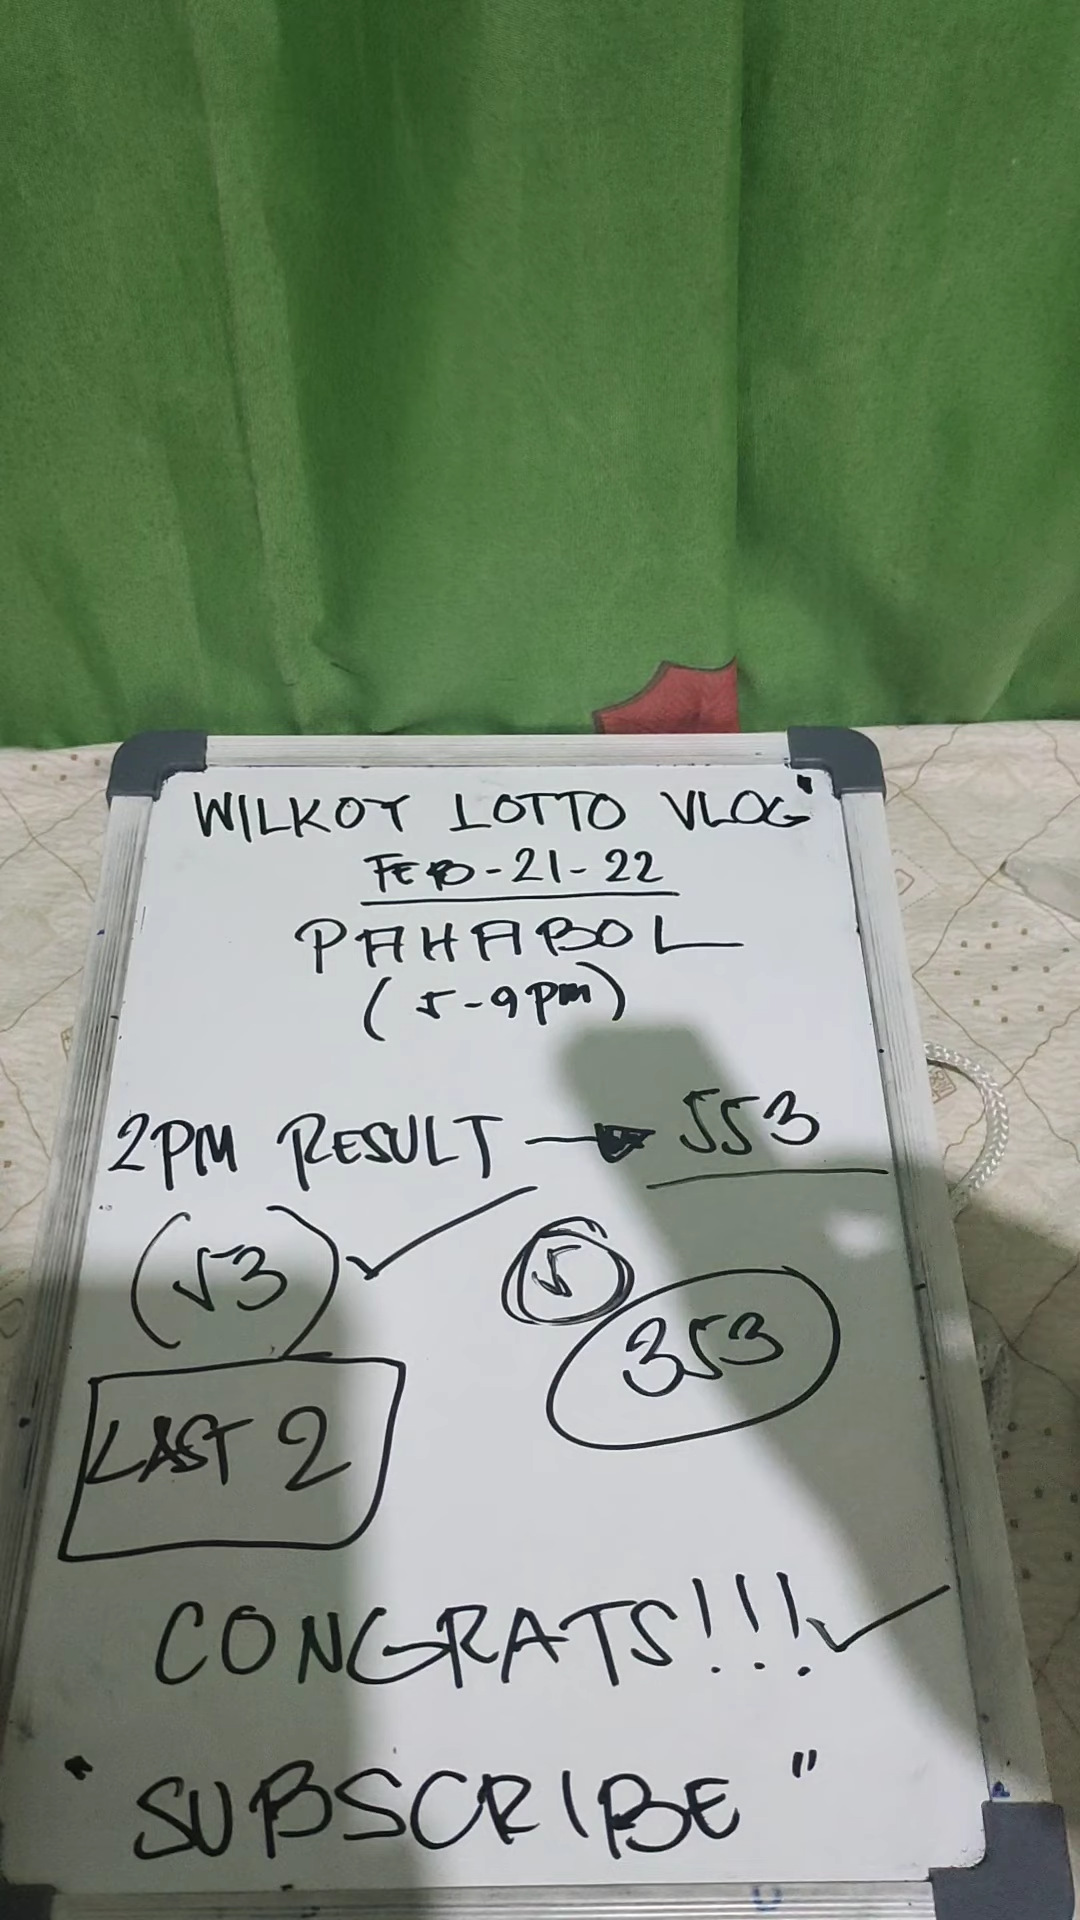 WILKOY LOTTO VLOG"
FEB-21-22
PAHABOL
(5-9pm)
2PM RESULT → 553
(53) ✓
5
353
LAST 2
CONGRATS!!! ✓
"SUBSCRIBE"